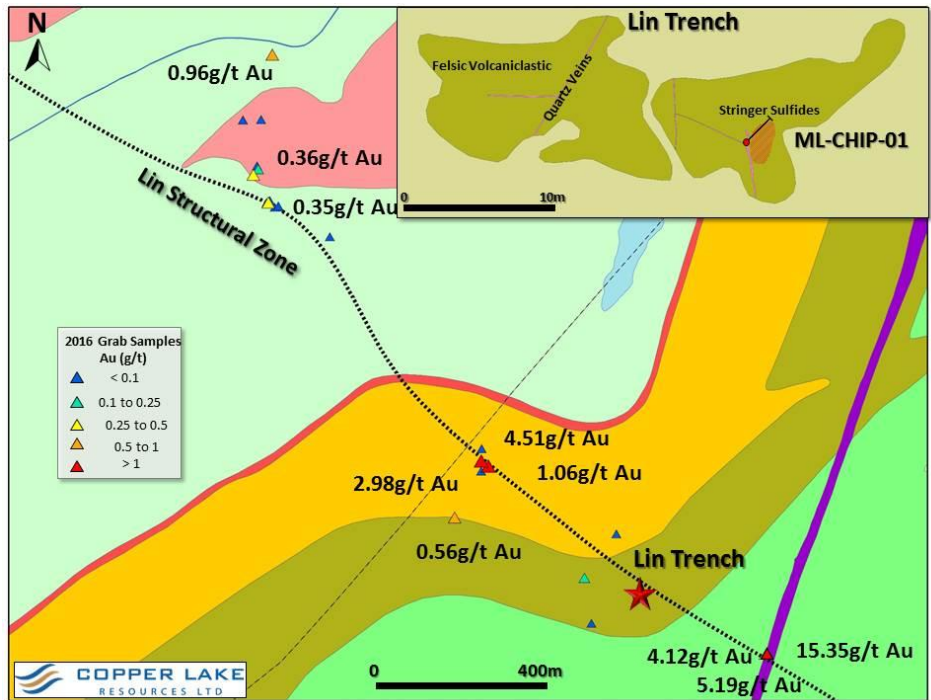 N
0.96g/t Au
0.36g/t Au
0.35g/t Au
Lin Structural Zone
Lin Trench
Felsic Volcaniclastic
Quartz Veins
Stringer Sulfides
ML-CHIP-01
0 10m
2016 Grab Samples
Au (g/t)
< 0.1
0.1 to 0.25
0.25 to 0.5
0.5 to 1
> 1
4.51g/t Au
1.06g/t Au
2.98g/t Au
0.56g/t Au
Lin Trench
4.12g/t Au
15.35g/t Au
5.19g/t Au
COPPER LAKE
RESOURCES LTD
0 400m